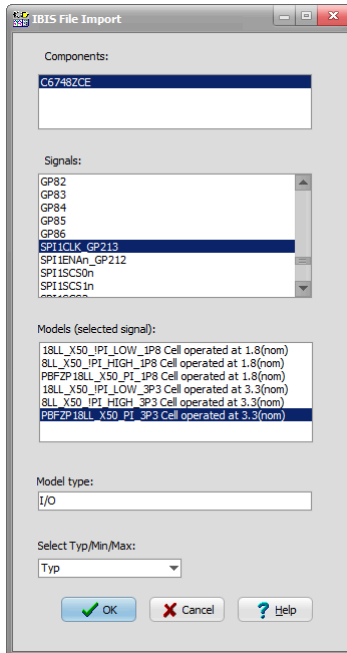 IBIS File Import
Components:
C6748ZCE
Signals:
GP82
GP83
GP84
GP85
GP86
SPI1CLK_GP213
SPI1ENAn_GP212
SPI1SCS0n
SPI1SCS1n
Models (selected signal):
18LL_X50_!PI_LOW_1P8 Cell operated at 1.8(nom)
8LL_X50_!PI_HIGH_1P8 Cell operated at 1.8(nom)
PBFZP18LL_X50_PI_1P8 Cell operated at 1.8(nom)
18LL_X50_!PI_LOW_3P3 Cell operated at 3.3(nom)
8LL_X50_!PI_HIGH_3P3 Cell operated at 3.3(nom)
PBFZP18LL_X50_PI_3P3 Cell operated at 3.3(nom)
Model type:
I/O
Select Typ/Min/Max:
Typ
OK
Cancel
Help